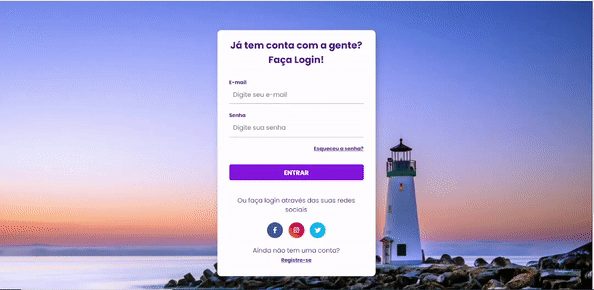 Já tem conta com a gente?
Faça Login!
E-mail
Digite seu e-mail
Senha
Digite sua senha
Esqueceu a senha?
ENTRAR
Ou faça login através das suas redes
sociais
Ainda não tem uma conta?
Registre-se